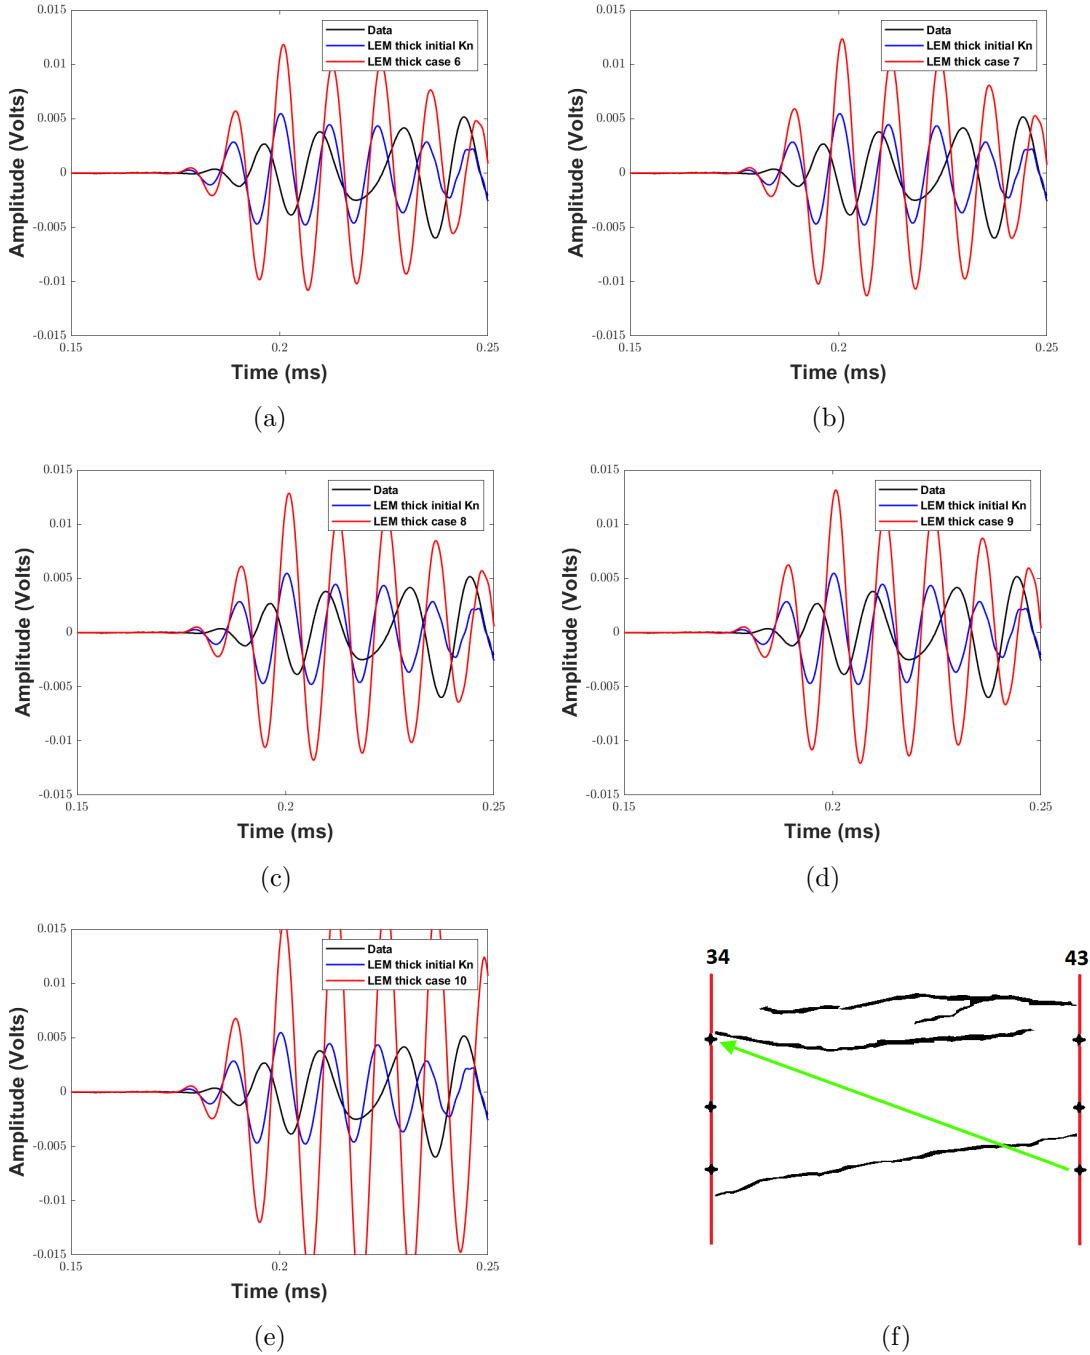 0.015
0.01
0.005
0
-0.005
-0.01
-0.015
Amplitude (Volts)
Data
LEM thick initial Kn
LEM thick case 6
0.15
0.2
0.25
Time (ms)
(a)
0.015
0.01
0.005
0
-0.005
-0.01
-0.015
Amplitude (Volts)
Data
LEM thick initial Kn
LEM thick case 7
0.15
0.2
0.25
Time (ms)
(b)
0.015
0.01
0.005
0
-0.005
-0.01
-0.015
Amplitude (Volts)
Data
LEM thick initial Kn
LEM thick case 8
0.15
0.2
0.25
Time (ms)
(c)
0.015
0.01
0.005
0
-0.005
-0.01
-0.015
Amplitude (Volts)
Data
LEM thick initial Kn
LEM thick case 9
0.15
0.2
0.25
Time (ms)
(d)
0.015
0.01
0.005
0
-0.005
-0.01
-0.015
Amplitude (Volts)
Data
LEM thick initial Kn
LEM thick case 10
0.15
0.2
0.25
Time (ms)
(e)
34
43
(f)